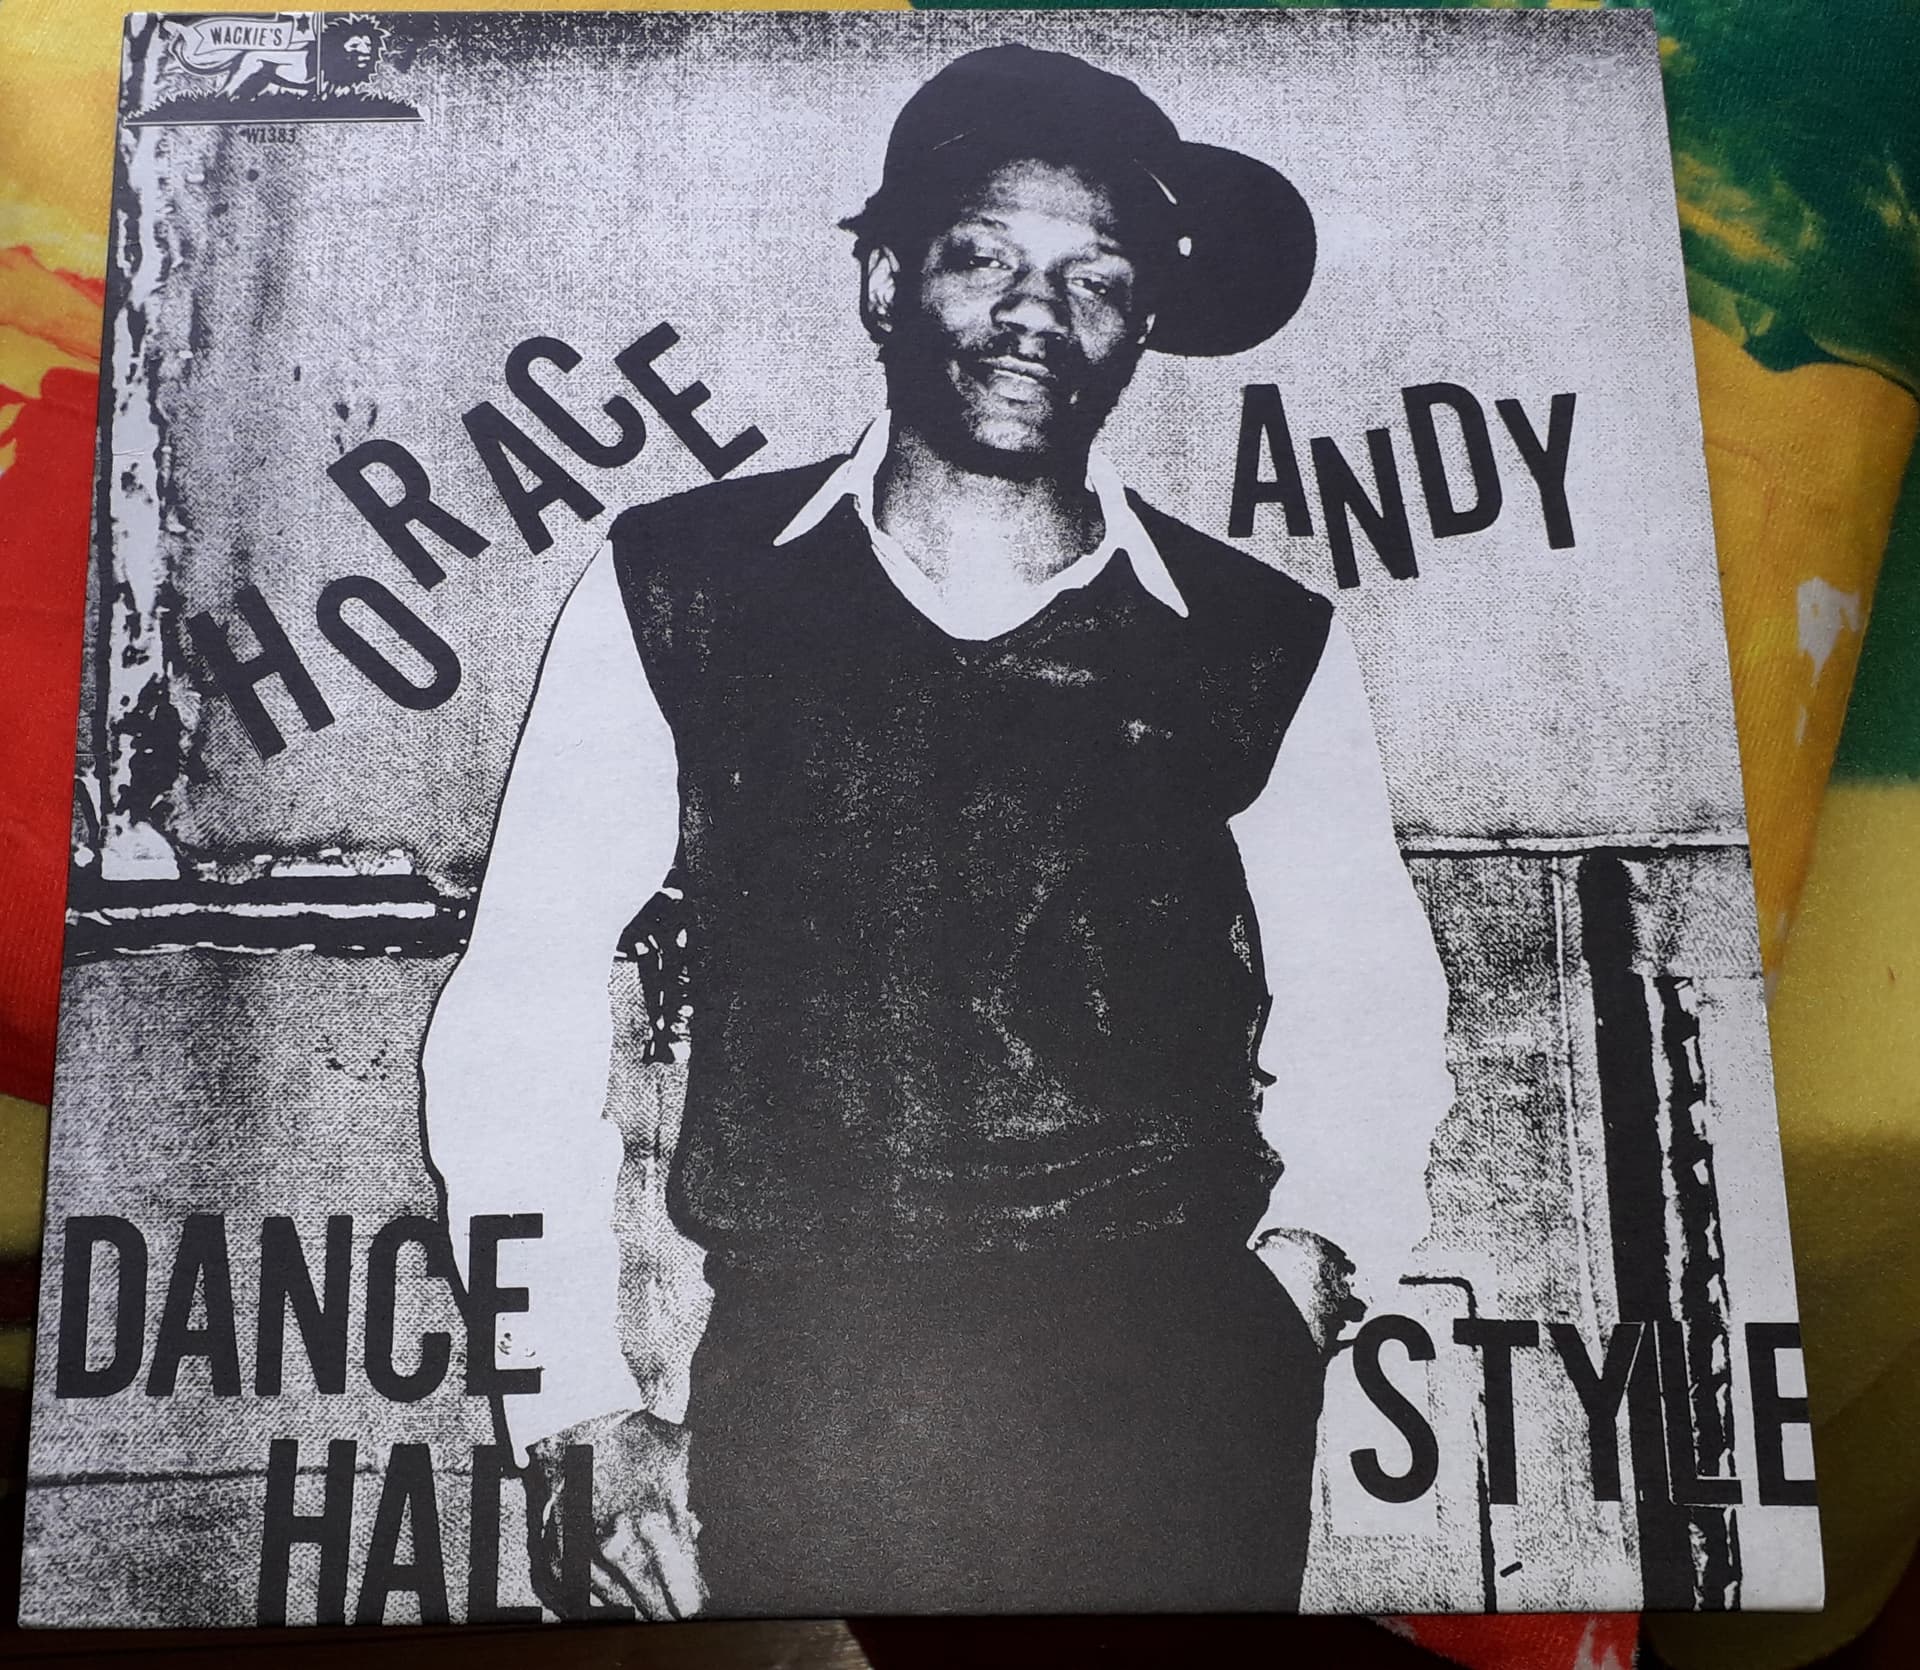 WACKIE'S
W1383
HORACE ANDY
DANCE
HALL STYLE